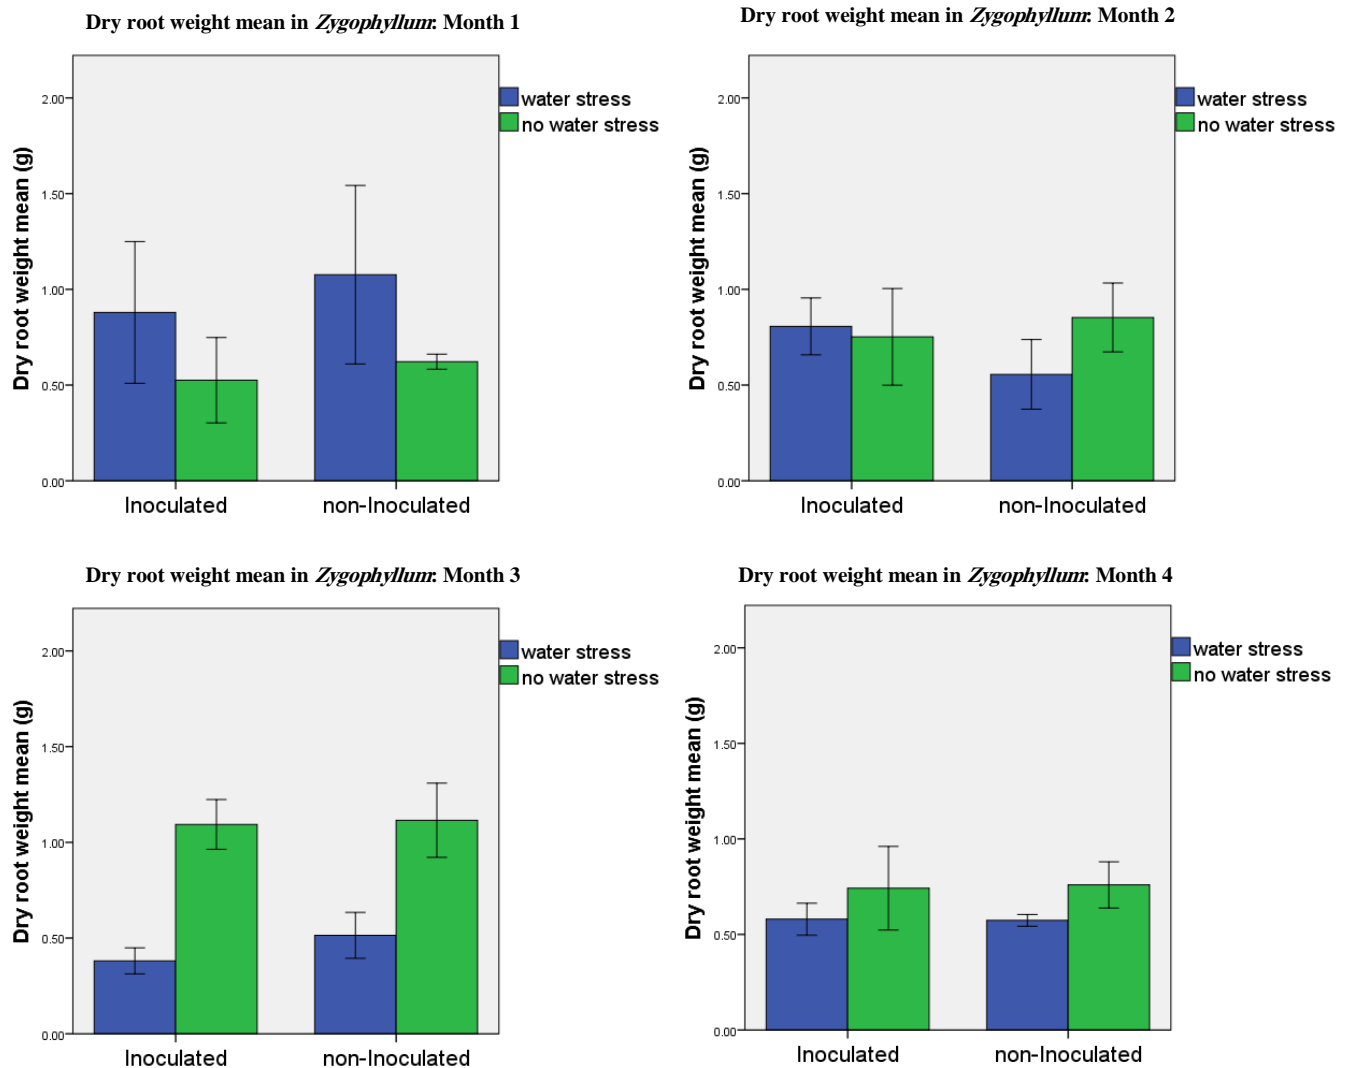 Dry root weight mean in Zygophyllum: Month 1
2.00
1.50
1.00
0.50
0.00
Dry root weight mean (g)
water stress
no water stress
Inoculated non-Inoculated
Dry root weight mean in Zygophyllum: Month 2
2.00
1.50
1.00
0.50
0.00
Dry root weight mean (g)
water stress
no water stress
Inoculated non-Inoculated
Dry root weight mean in Zygophyllum: Month 3
2.00
1.50
1.00
0.50
0.00
Dry root weight mean (g)
water stress
no water stress
Inoculated non-Inoculated
Dry root weight mean in Zygophyllum: Month 4
2.00
1.50
1.00
0.50
0.00
Dry root weight mean (g)
water stress
no water stress
Inoculated non-Inoculated